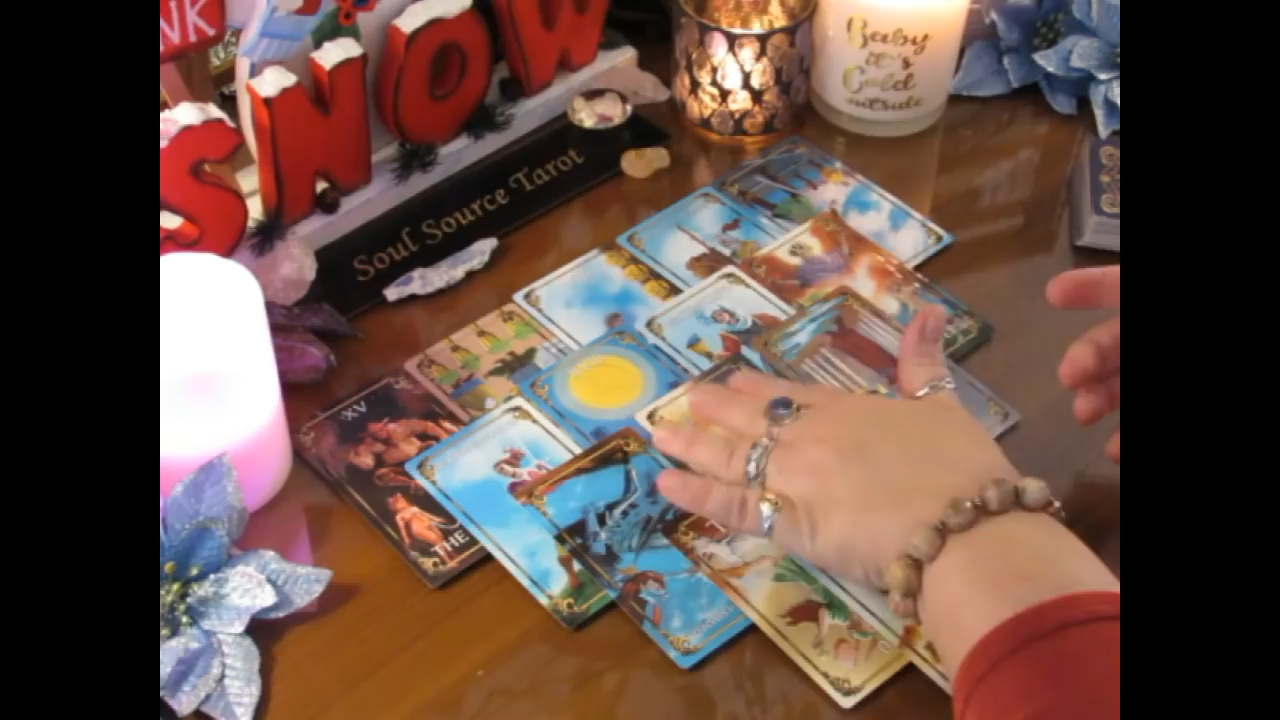 NK
SNOW
Soul Source Tarot
Baby
it's
Cold
outside
XV
THE